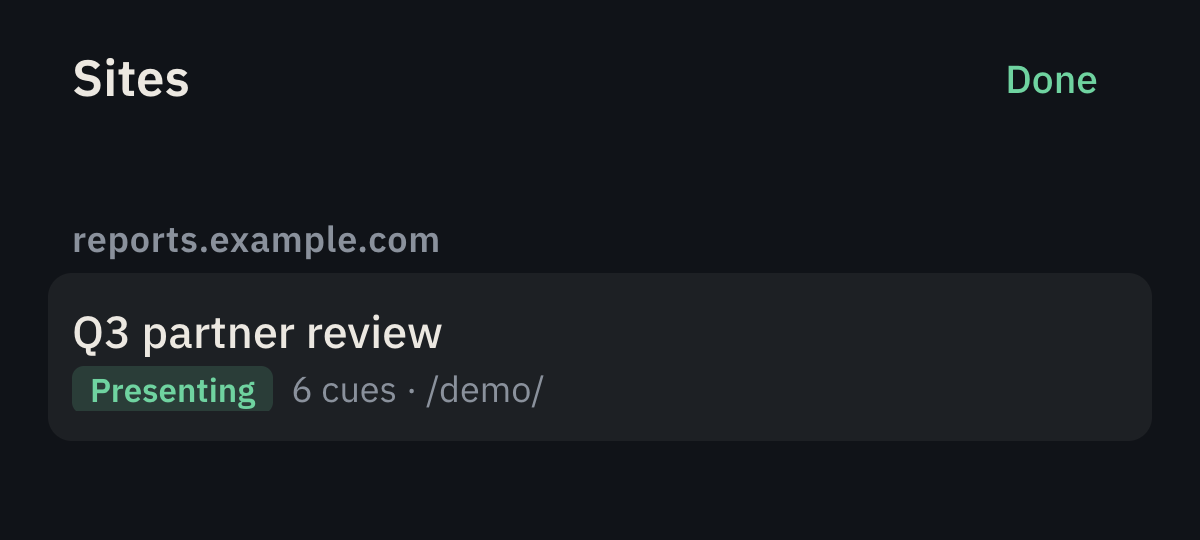 Sites
Done
reports.example.com
Q3 partner review
Presenting 6 cues · /demo/